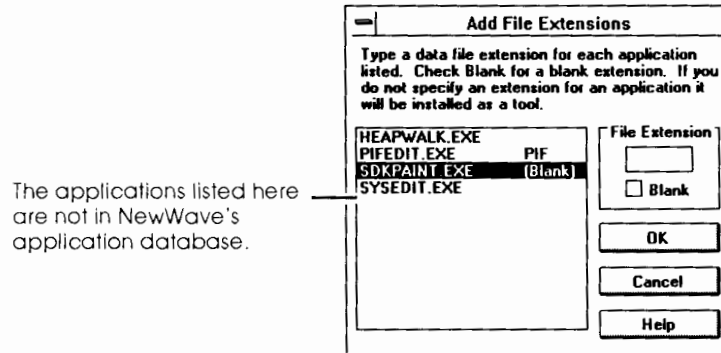 Add File Extensions
Type a data file extension for each application
listed. Check Blank for a blank extension. If you
do not specify an extension for an application it
will be installed as a tool.
HEAPWALK.EXE
PIFEDIT.EXE PIF
SDKPAINT.EXE (Blank)
SYSEDIT.EXE
File Extension
Blank
OK
Cancel
Help
The applications listed here
are not in NewWave's
application database.